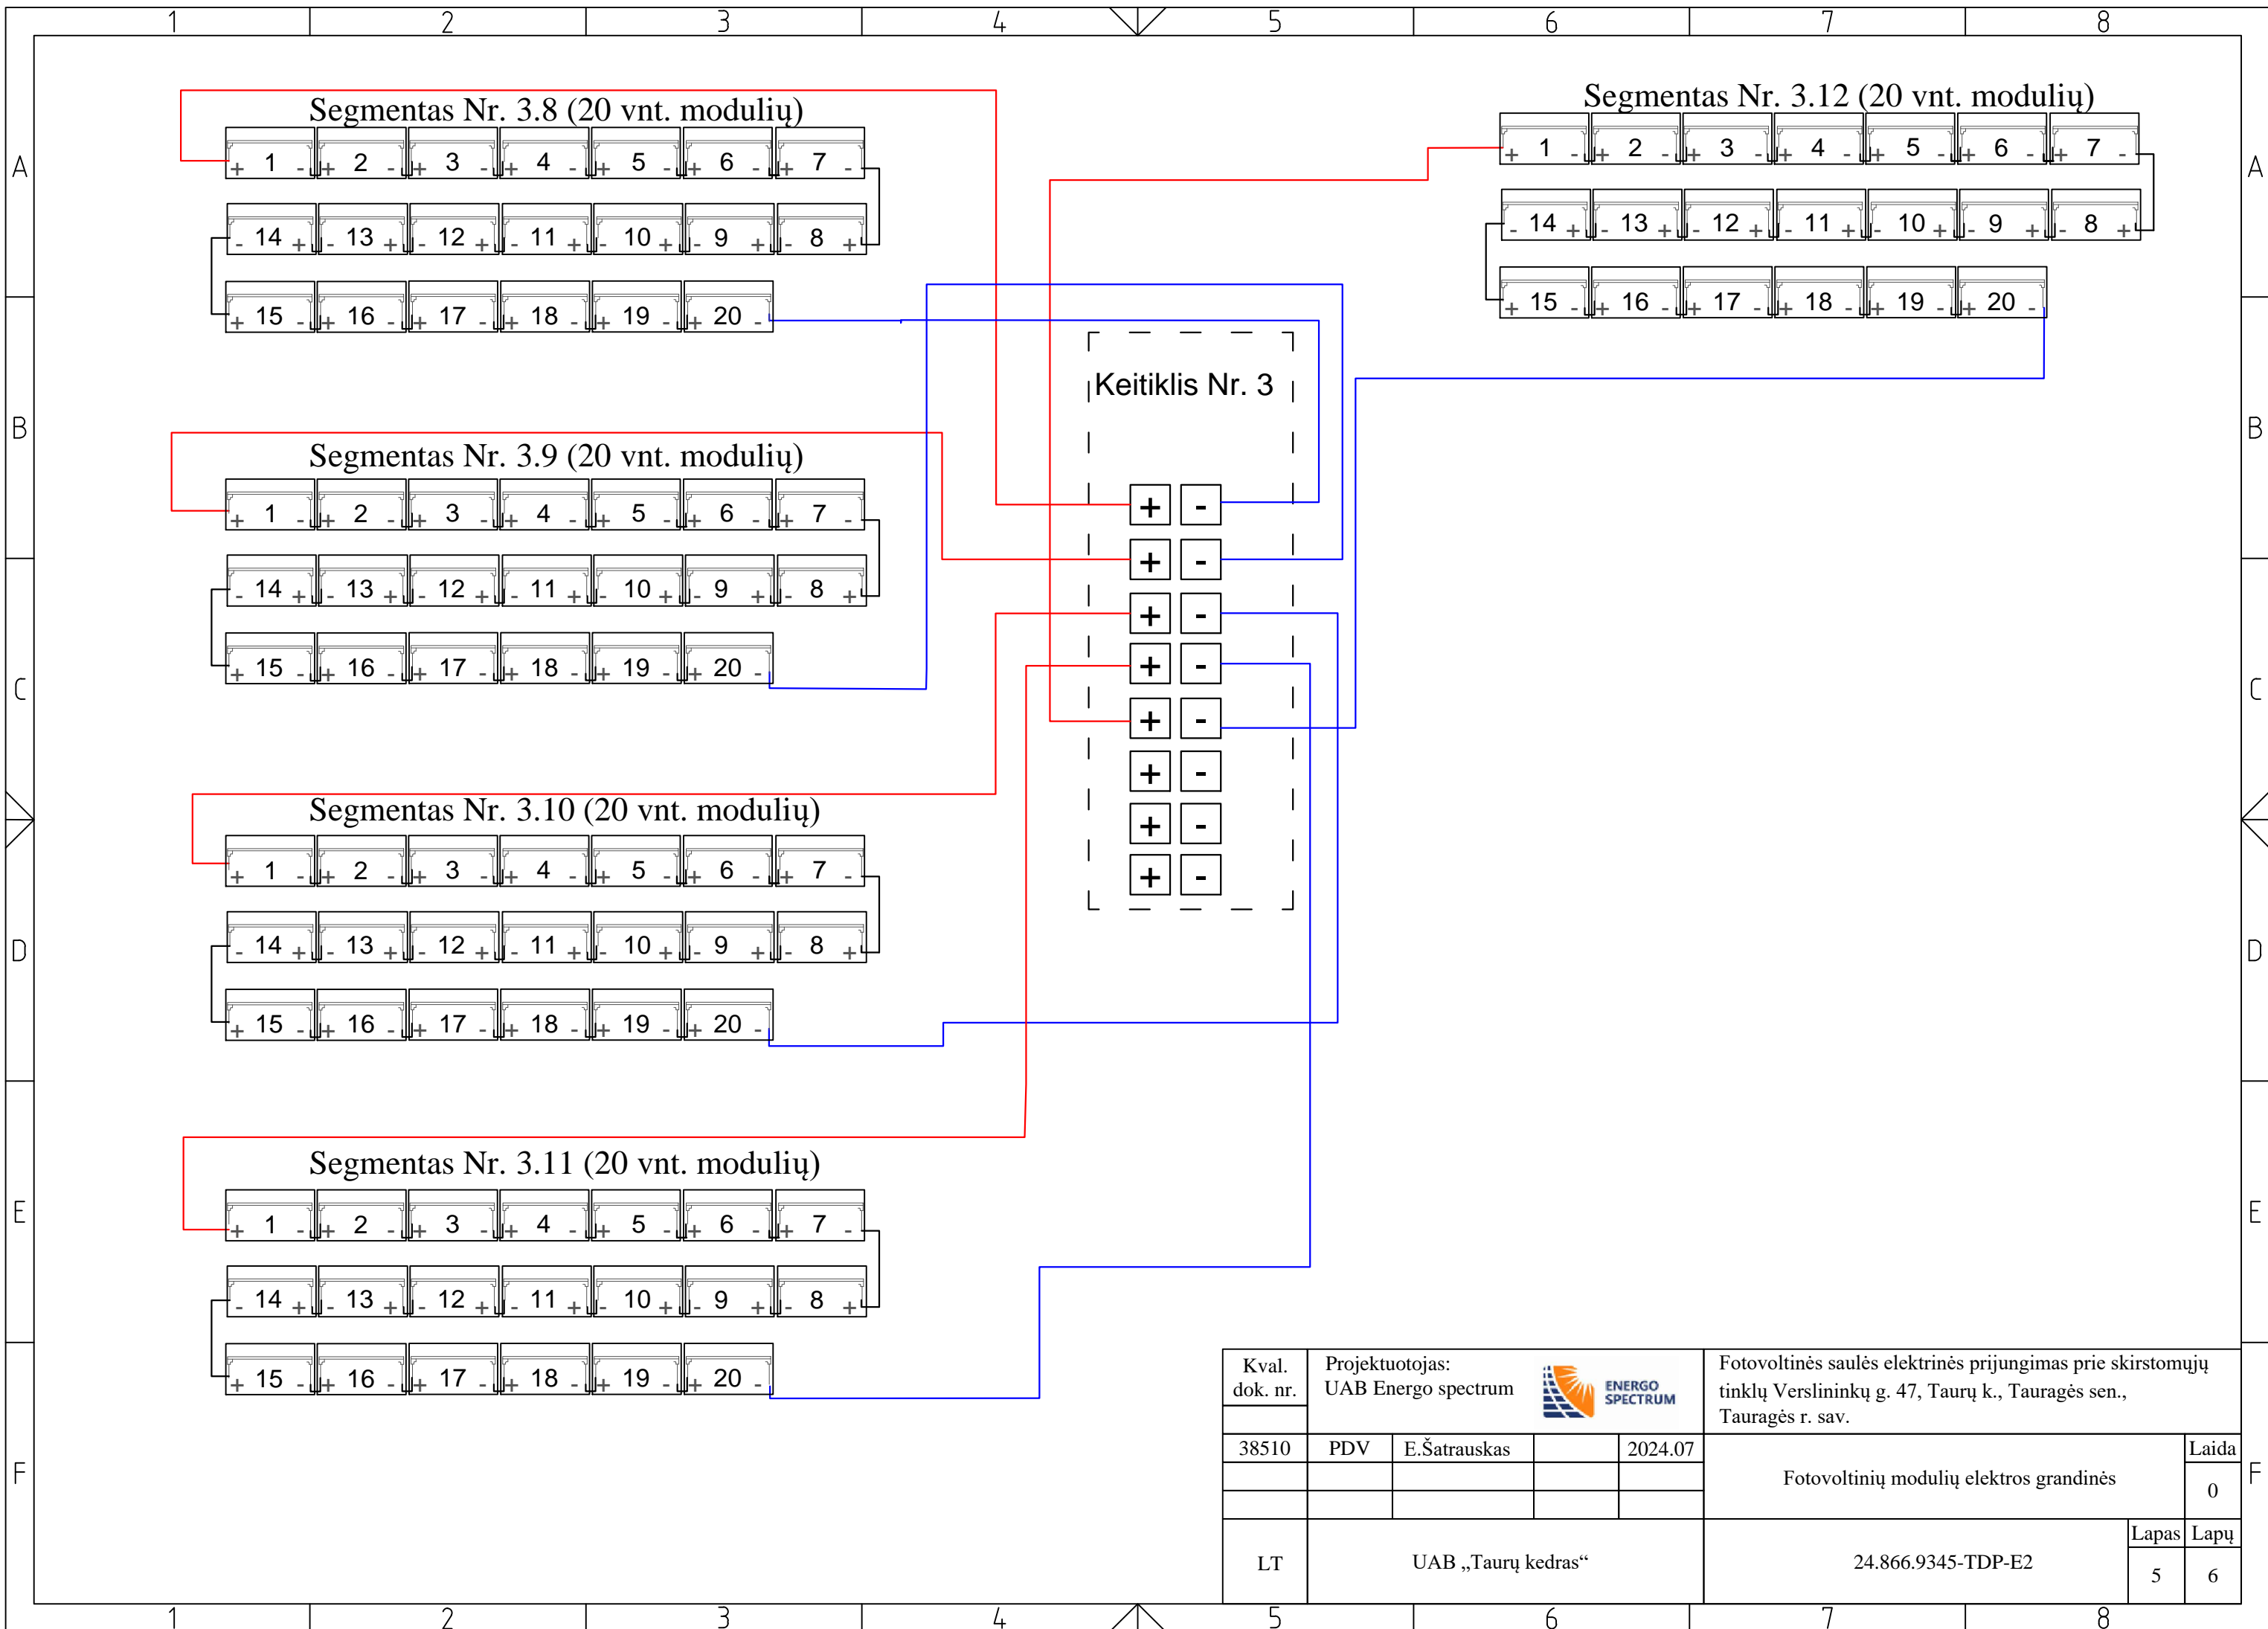 1 2 3 4 5 6 7 8
A A
B B
C C
D D
E E
F F
Segmentas Nr. 3.8 (20 vnt. modulių)
+ 1 - + 2 - + 3 - + 4 - + 5 - + 6 - + 7 -
- 14 + - 13 + - 12 + - 11 + - 10 + - 9 + - 8 +
+ 15 - + 16 - + 17 - + 18 - + 19 - + 20 -
Segmentas Nr. 3.9 (20 vnt. modulių)
+ 1 - + 2 - + 3 - + 4 - + 5 - + 6 - + 7 -
- 14 + - 13 + - 12 + - 11 + - 10 + - 9 + - 8 +
+ 15 - + 16 - + 17 - + 18 - + 19 - + 20 -
Segmentas Nr. 3.10 (20 vnt. modulių)
+ 1 - + 2 - + 3 - + 4 - + 5 - + 6 - + 7 -
- 14 + - 13 + - 12 + - 11 + - 10 + - 9 + - 8 +
+ 15 - + 16 - + 17 - + 18 - + 19 - + 20 -
Segmentas Nr. 3.11 (20 vnt. modulių)
+ 1 - + 2 - + 3 - + 4 - + 5 - + 6 - + 7 -
- 14 + - 13 + - 12 + - 11 + - 10 + - 9 + - 8 +
+ 15 - + 16 - + 17 - + 18 - + 19 - + 20 -
Keitiklis Nr. 3
+ -
+ -
+ -
+ -
+ -
+ -
+ -
+ -
Segmentas Nr. 3.12 (20 vnt. modulių)
+ 1 - + 2 - + 3 - + 4 - + 5 - + 6 - + 7 -
- 14 + - 13 + - 12 + - 11 + - 10 + - 9 + - 8 +
+ 15 - + 16 - + 17 - + 18 - + 19 - + 20 -
Kval.
dok. nr.
Projektuotojas:
UAB Energo spectrum
ENERGO
SPECTRUM
Fotovoltinės saulės elektrinės prijungimas prie skirstomųjų
tinklų Verslininkų g. 47, Taurų k., Tauragės sen.,
Tauragės r. sav.
38510 PDV E.Šatrauskas 2024.07
Fotovoltinių modulių elektros grandinės
Laida
0
LT
UAB „Taurų kedras“
24.866.9345-TDP-E2
Lapas Lapų
5 6
1 2 3 4 5 6 7 8